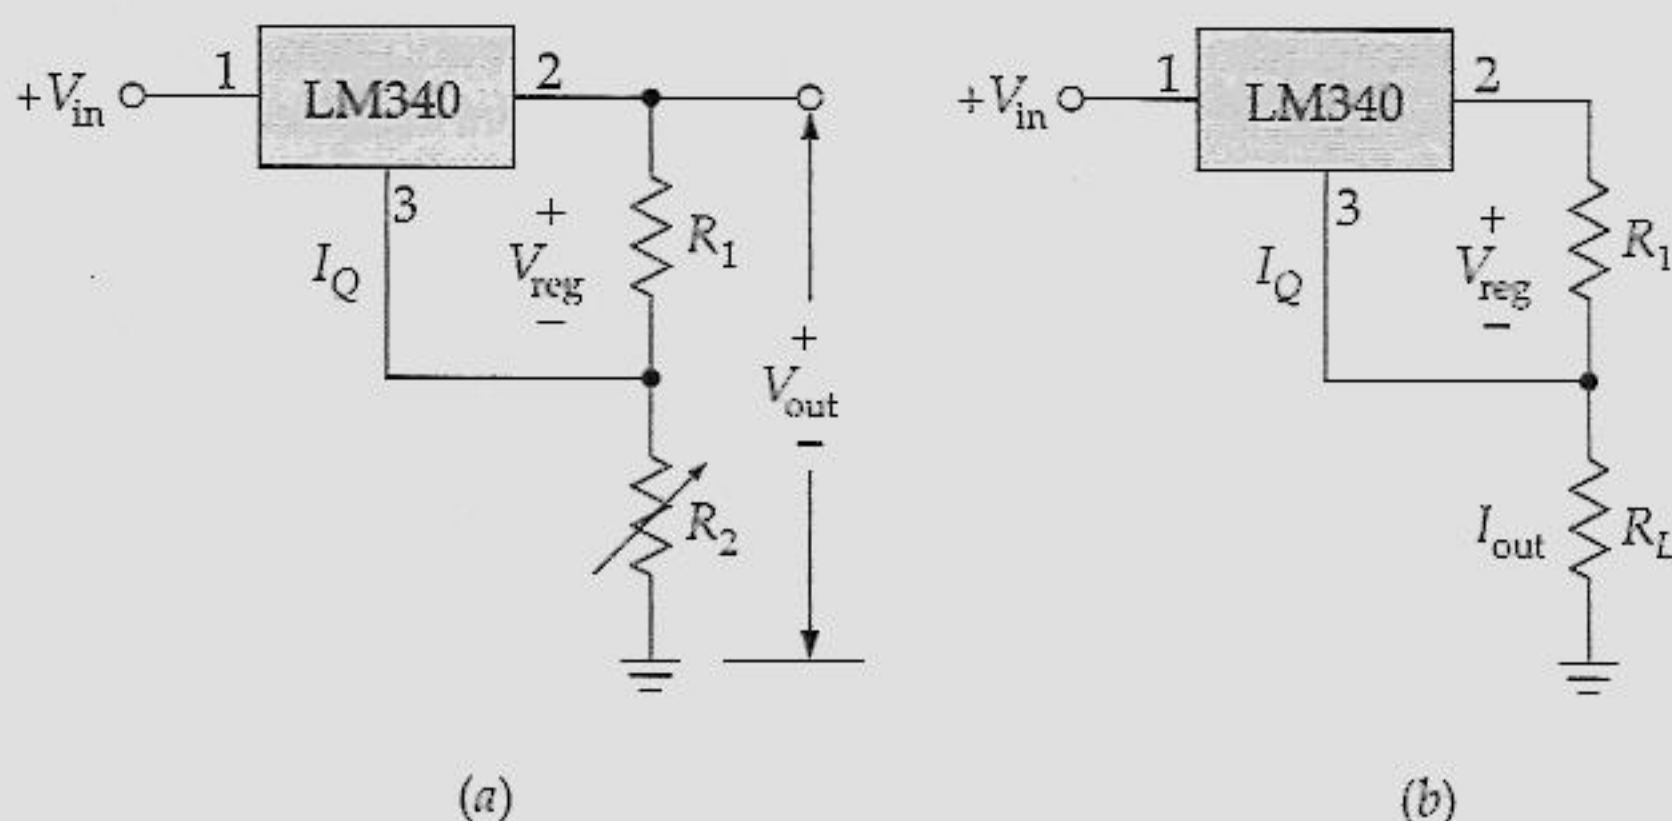 +V_in 1 LM340 2
3
I_Q + V_reg − R_1
+ V_out −
R_2
(a)
+V_in 1 LM340 2
3
I_Q + V_reg − R_1
I_out R_L
(b)